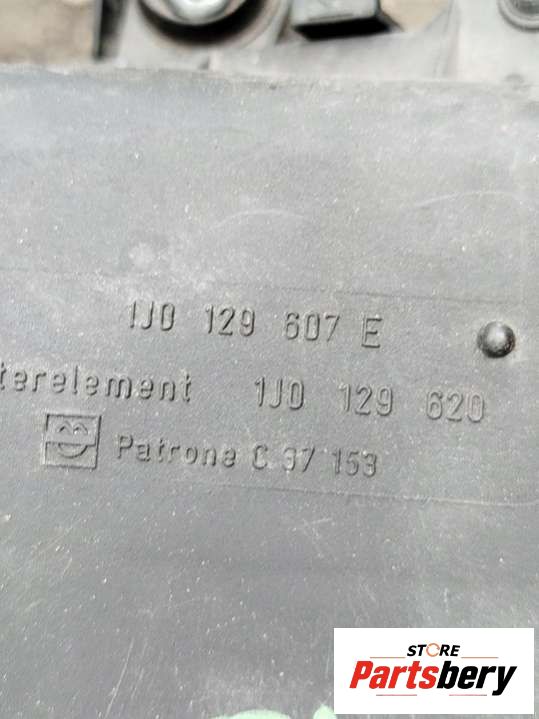 1J0 129 607 E
terelement 1J0 129 620
Patrone C 37 153
STORE
Partsbery